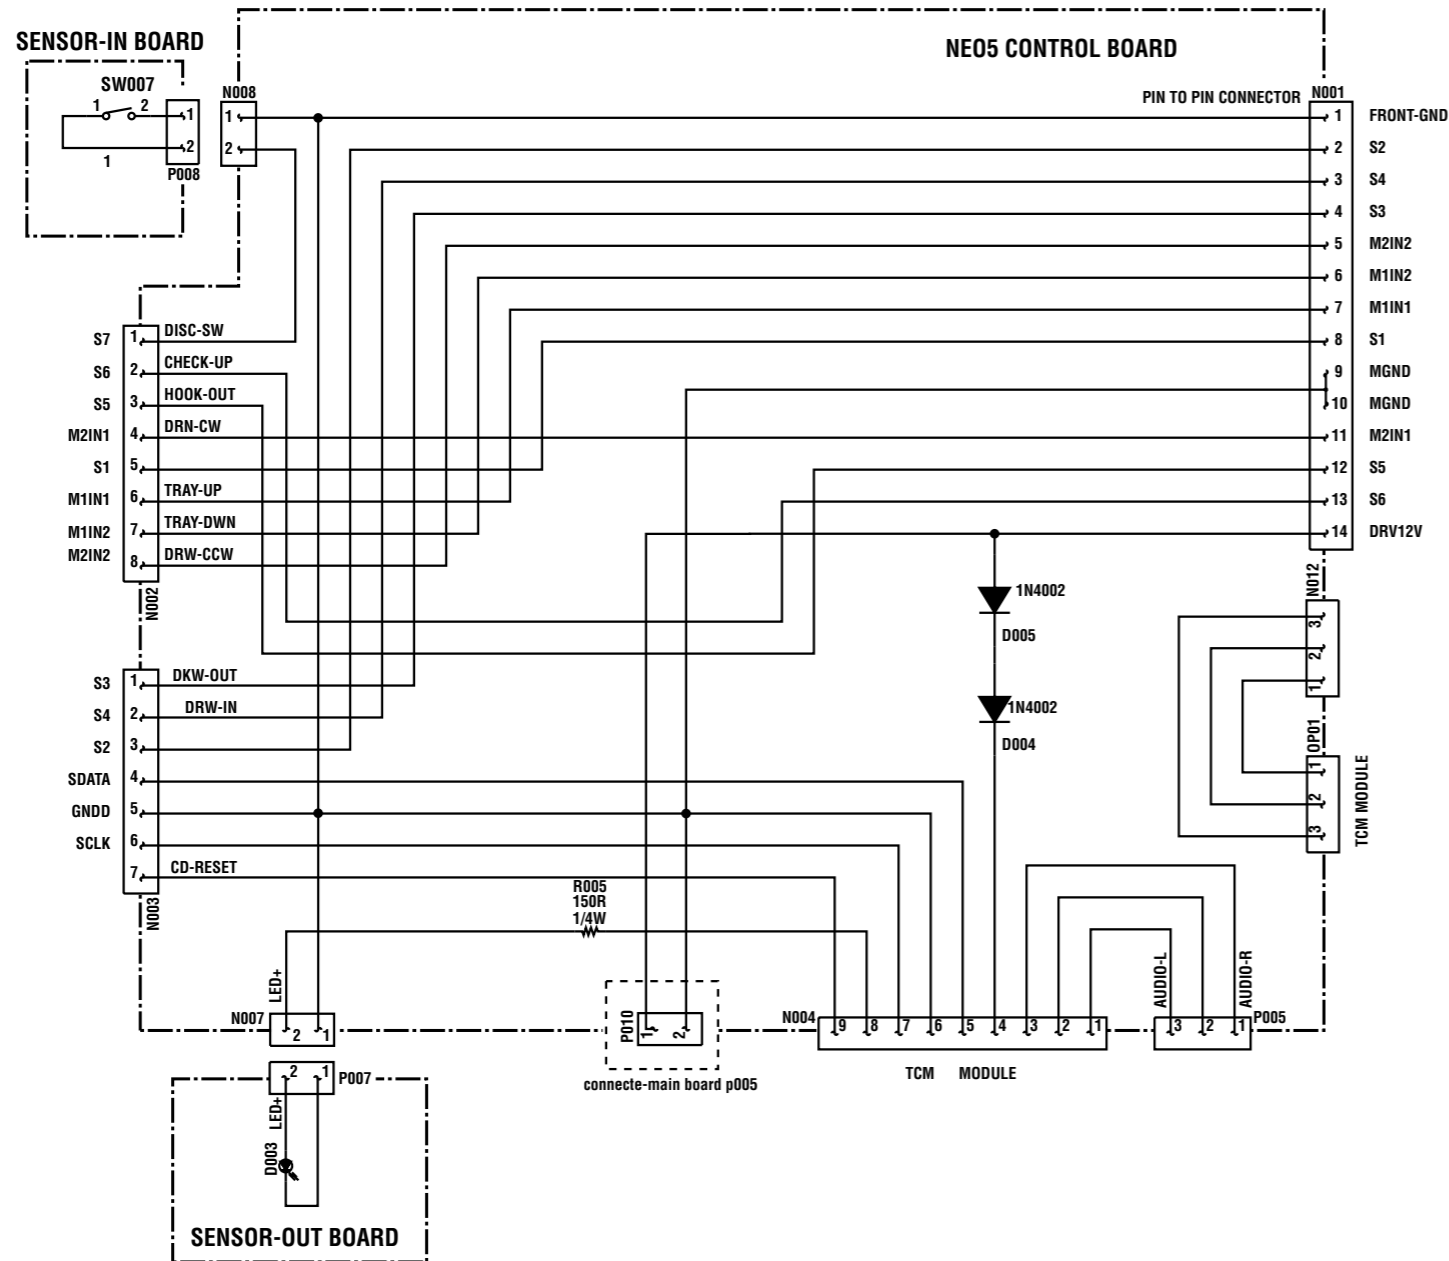 SENSOR-IN BOARD
SW007
1 2
1
2
1
P008
N008
1
2
NEO5 CONTROL BOARD
PIN TO PIN CONNECTOR
N001
1 FRONT-GND
2 S2
3 S4
4 S3
5 M2IN2
6 M1IN2
7 M1IN1
8 S1
9 MGND
10 MGND
11 M2IN1
12 S5
13 S6
14 DRV12V
S7 1 DISC-SW
S6 2 CHECK-UP
S5 3 HOOK-OUT
M2IN1 4 DRN-CW
S1 5
M1IN1 6 TRAY-UP
M1IN2 7 TRAY-DWN
M2IN2 8 DRW-CCW
N002
1N4002
D005
1N4002
D004
N012
3
2
1
OP01
1
2
3
TCM MODULE
S3 1 DKW-OUT
S4 2 DRW-IN
S2 3
SDATA 4
GNDD 5
SCLK 6
7 CD-RESET
N003
R005
150R
1/4W
LED+
N007
2 1
P010
1 2
connecte-main board p005
N004
9 8 7 6 5 4 3 2 1
TCM MODULE
AUDIO-L
AUDIO-R
3 2 1
P005
2 1
P007
LED+
D003
SENSOR-OUT BOARD